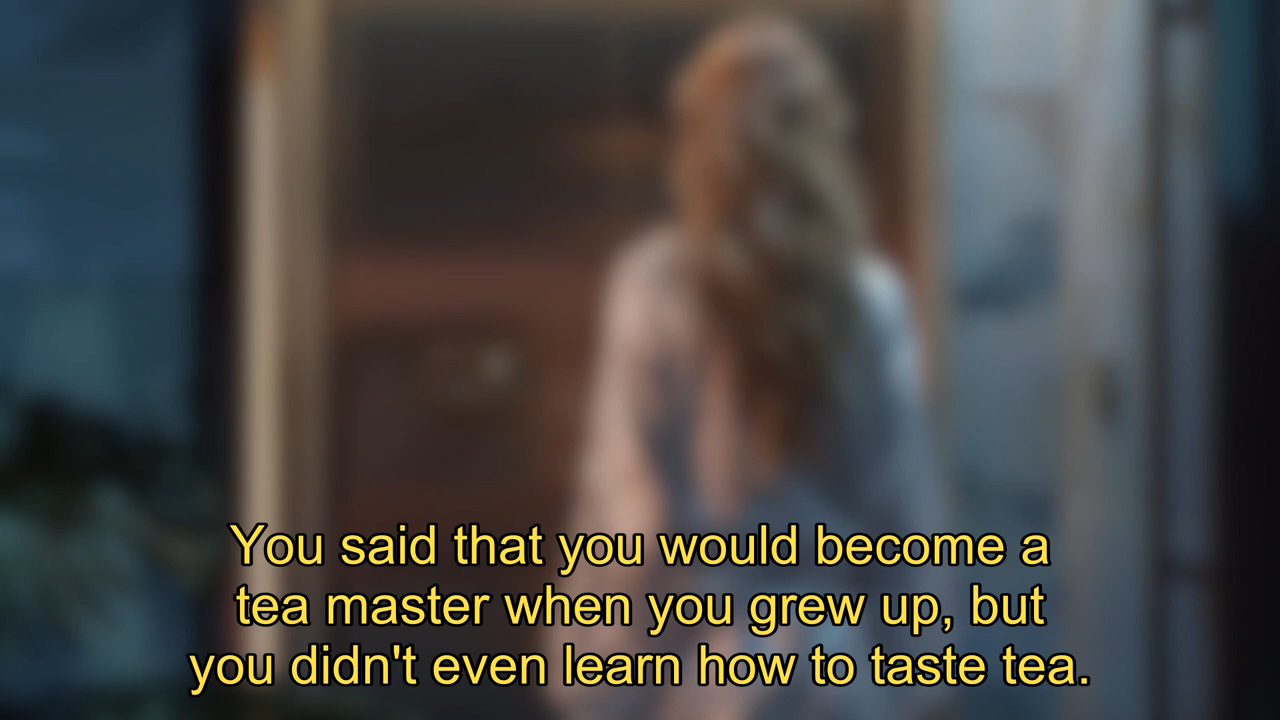 You said that you would become a
tea master when you grew up, but
you didn't even learn how to taste tea.